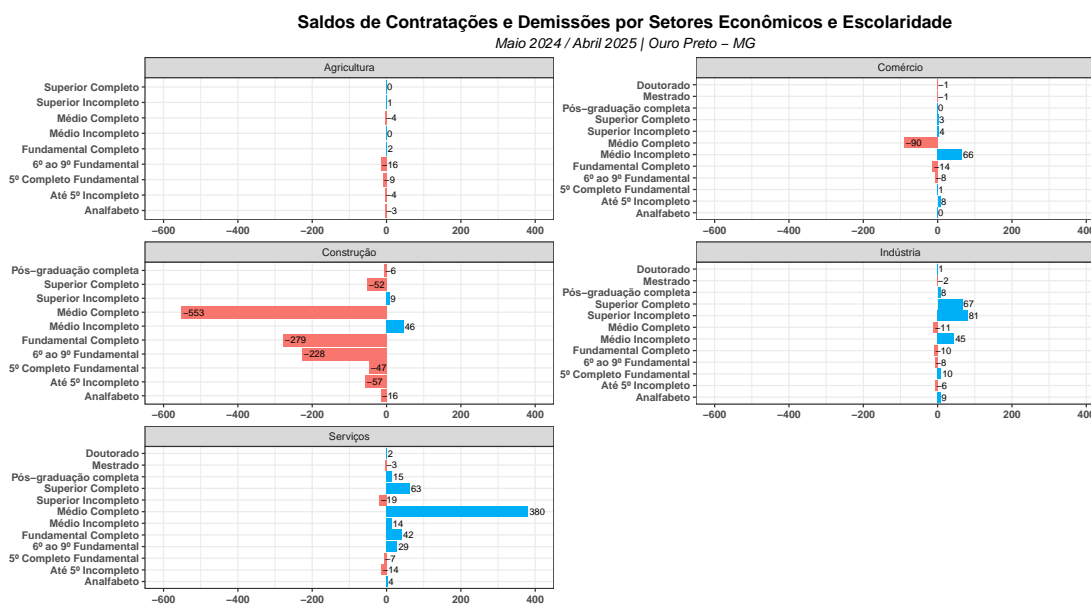 Saldos de Contratações e Demissões por Setores Econômicos e Escolaridade
Maio 2024 / Abril 2025 | Ouro Preto − MG
Agricultura
Superior Completo 0
Superior Incompleto 1
Médio Completo −4
Médio Incompleto 0
Fundamental Completo 2
6º ao 9º Fundamental −16
5º Completo Fundamental −9
Até 5º Incompleto −4
Analfabeto −3
−600 −400 −200 0 200 400
Comércio
Doutorado −1
Mestrado −1
Pós−graduação completa 0
Superior Completo 3
Superior Incompleto 4
Médio Completo −90
Médio Incompleto 66
Fundamental Completo −14
6º ao 9º Fundamental −8
5º Completo Fundamental 1
Até 5º Incompleto 8
Analfabeto 0
−600 −400 −200 0 200 400
Construção
Pós−graduação completa −6
Superior Completo −52
Superior Incompleto 9
Médio Completo −553
Médio Incompleto 46
Fundamental Completo −279
6º ao 9º Fundamental −228
5º Completo Fundamental −47
Até 5º Incompleto −57
Analfabeto −16
−600 −400 −200 0 200 400
Indústria
Doutorado 1
Mestrado −2
Pós−graduação completa 8
Superior Completo 67
Superior Incompleto 81
Médio Completo −11
Médio Incompleto 45
Fundamental Completo −10
6º ao 9º Fundamental −8
5º Completo Fundamental 10
Até 5º Incompleto −6
Analfabeto 9
−600 −400 −200 0 200 400
Serviços
Doutorado 2
Mestrado −3
Pós−graduação completa 15
Superior Completo 63
Superior Incompleto −19
Médio Completo 380
Médio Incompleto 14
Fundamental Completo 42
6º ao 9º Fundamental 29
5º Completo Fundamental −7
Até 5º Incompleto −14
Analfabeto 4
−600 −400 −200 0 200 400